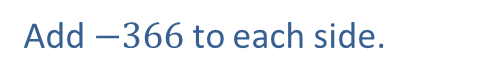 Add −366 to each side.